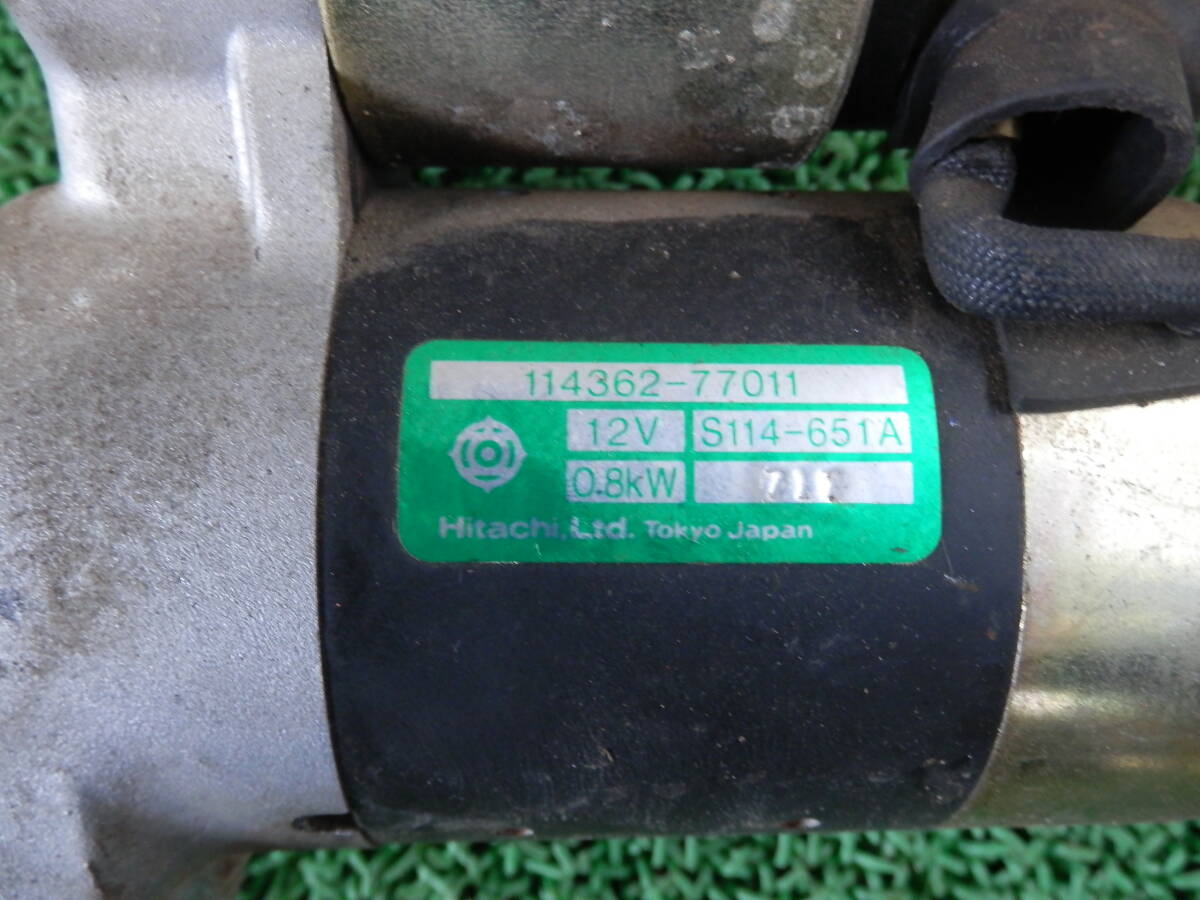 114362-77011
12V S114-651A
0.8kW
Hitachi, Ltd. Tokyo Japan